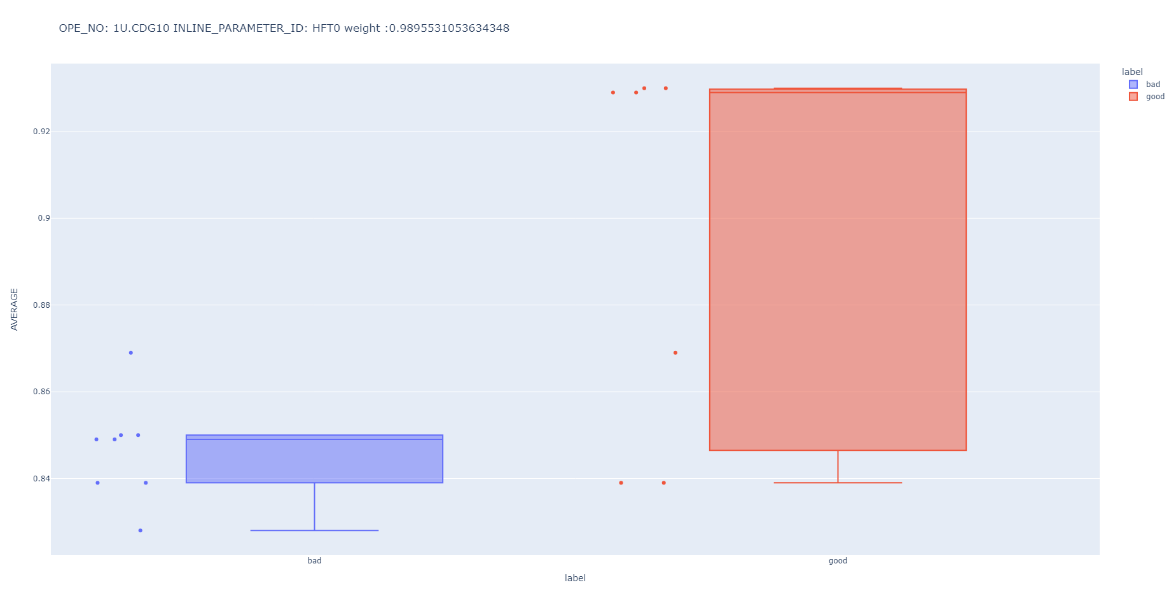 OPE_NO: 1U.CDG10 INLINE_PARAMETER_ID: HFT0 weight :0.9895531053634348
label
bad
good
0.92
0.9
0.88
0.86
0.84
AVERAGE
bad
good
label